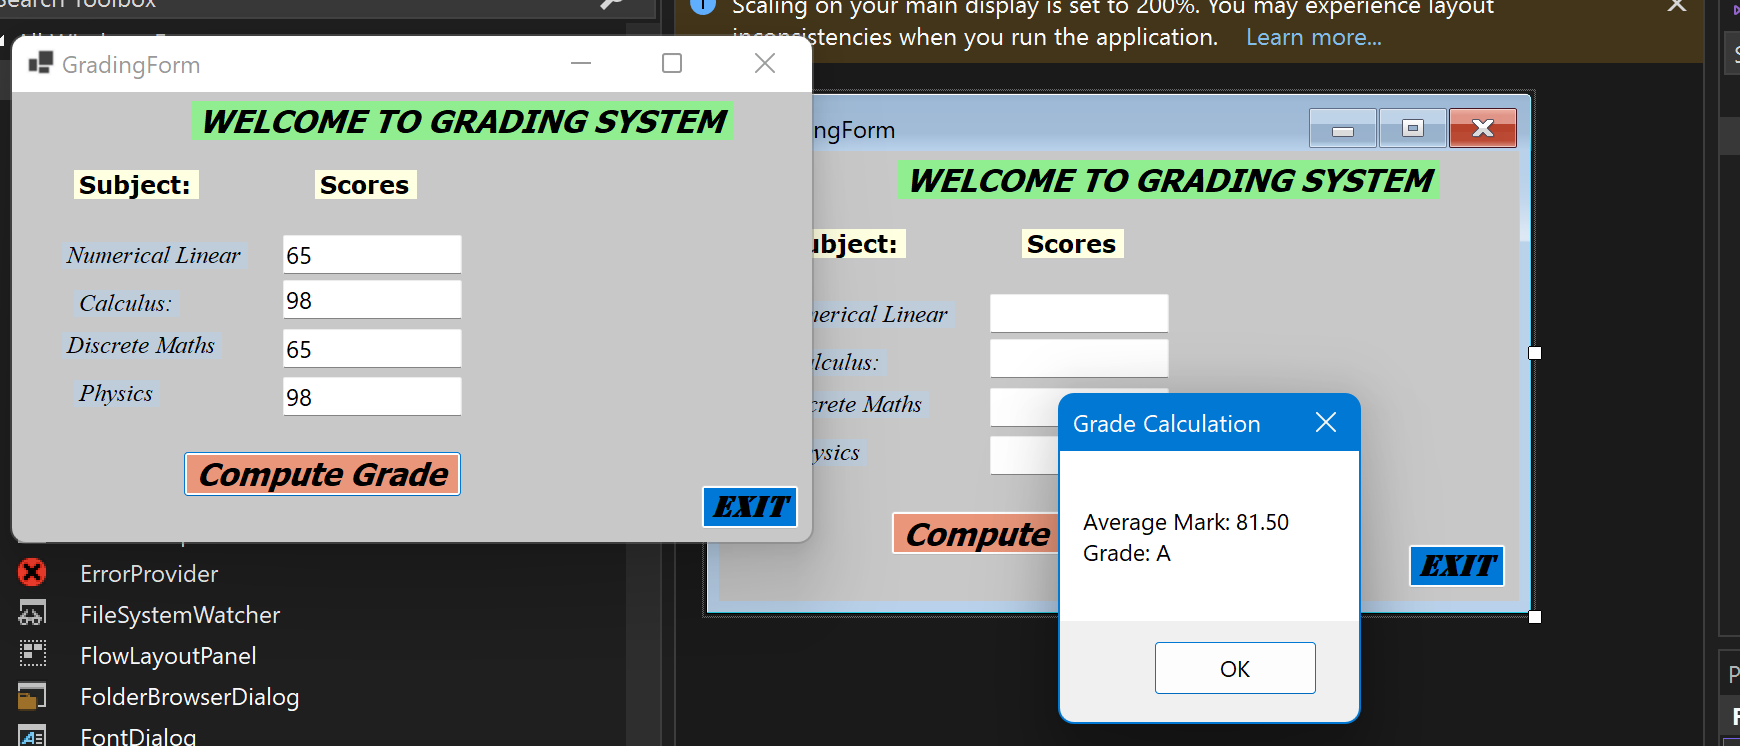 Search Toolbox
Scaling on your main display is set to 200%. You may experience layout
inconsistencies when you run the application. Learn more...
GradingForm
WELCOME TO GRADING SYSTEM
Subject: Scores
Numerical Linear 65
Calculus: 98
Discrete Maths 65
Physics 98
Compute Grade
EXIT
ngForm
WELCOME TO GRADING SYSTEM
ubject: Scores
erical Linear
lculus:
crete Maths
ysics
Compute
EXIT
Grade Calculation
Average Mark: 81.50
Grade: A
OK
ErrorProvider
FileSystemWatcher
FlowLayoutPanel
FolderBrowserDialog
FontDialog